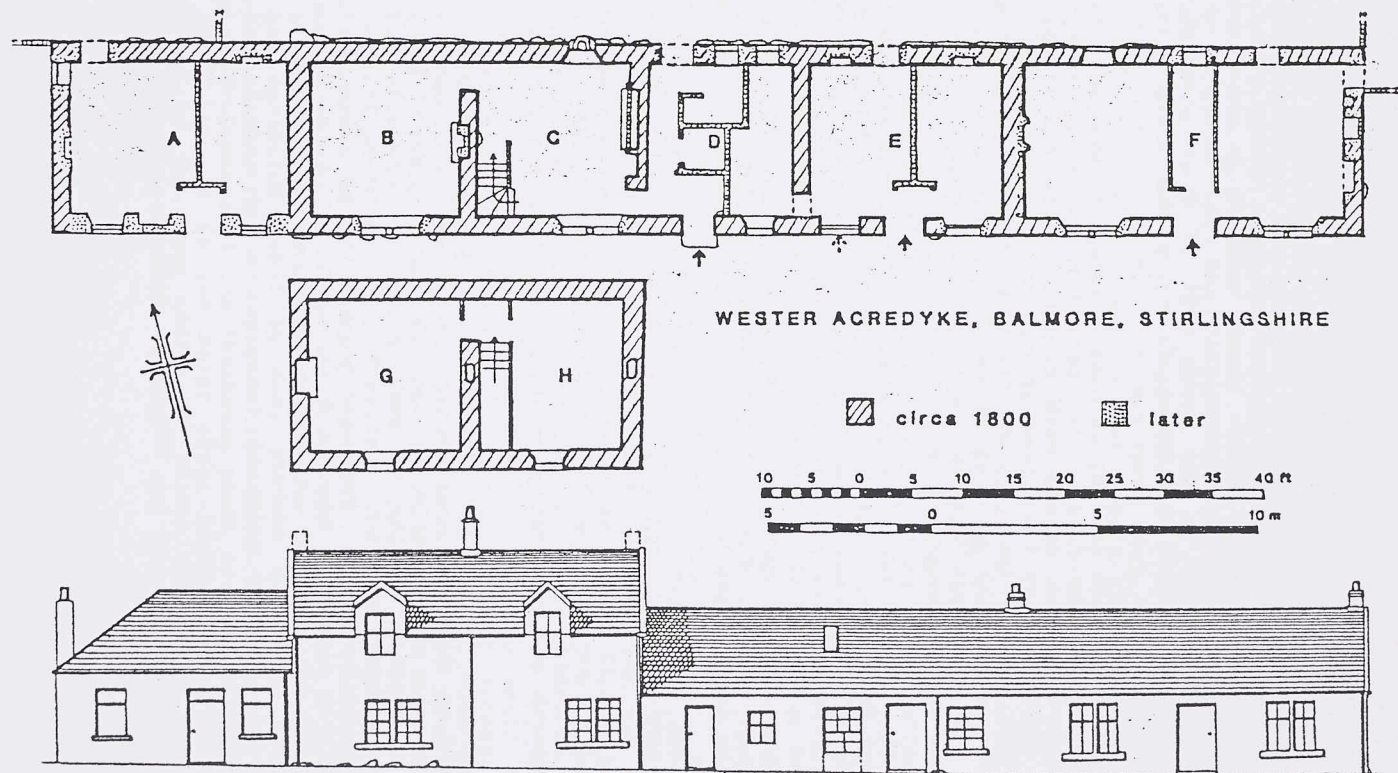 A B C D E F
WESTER ACREDYKE, BALMORE, STIRLINGSHIRE
G H
circa 1800 later
10 5 0 5 10 15 20 25 30 35 40 ft
5 0 5 10 m